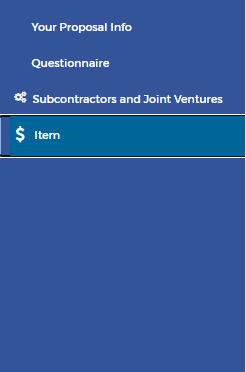 Your Proposal Info
Questionnaire
Subcontractors and Joint Ventures
$ Item